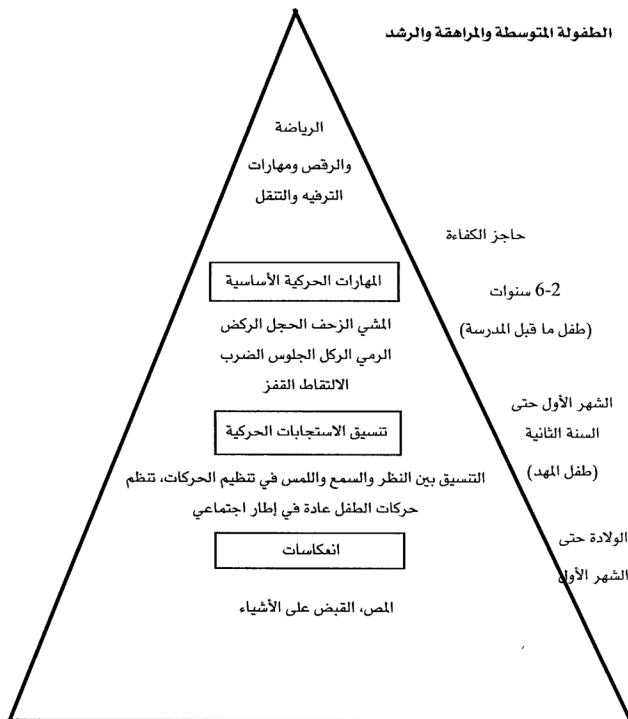 الطفولة المتوسطة والمراهقة والرشد
الرياضة
والرقص ومهارات
الترفيه والتنقل
حاجز الكفاءة
المهارات الحركية الأساسية
6-2 سنوات
(طفل ما قبل المدرسة)
المشي الزحف الحجل الركض
الرمي الركل الجلوس الضرب
الالتقاط القفز
الشهر الأول حتى
السنة الثانية
(طفل المهد)
تنسيق الاستجابات الحركية
التنسيق بين النظر والسمع واللمس في تنظيم الحركات، تنظم
حركات الطفل عادة في إطار اجتماعي
الولادة حتى
الشهر الأول
انعكاسات
المص، القبض على الأشياء